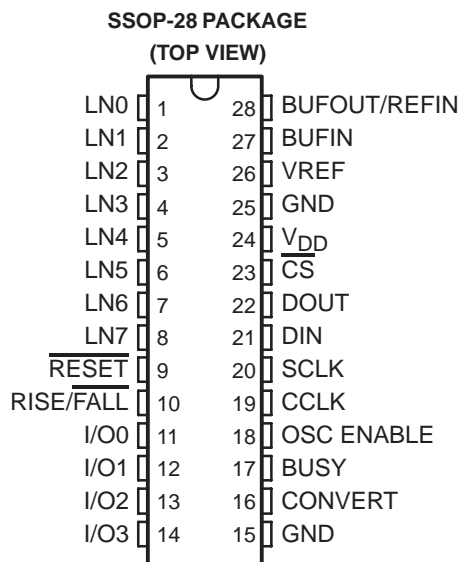 SSOP-28 PACKAGE
(TOP VIEW)
LN0 1 28 BUFOUT/REFIN
LN1 2 27 BUFIN
LN2 3 26 VREF
LN3 4 25 GND
LN4 5 24 VDD
LN5 6 23 C̅S̅
LN6 7 22 DOUT
LN7 8 21 DIN
R̅E̅S̅E̅T̅ 9 20 SCLK
RISE/F̅A̅L̅L̅ 10 19 CCLK
I/O0 11 18 OSC ENABLE
I/O1 12 17 BUSY
I/O2 13 16 CONVERT
I/O3 14 15 GND